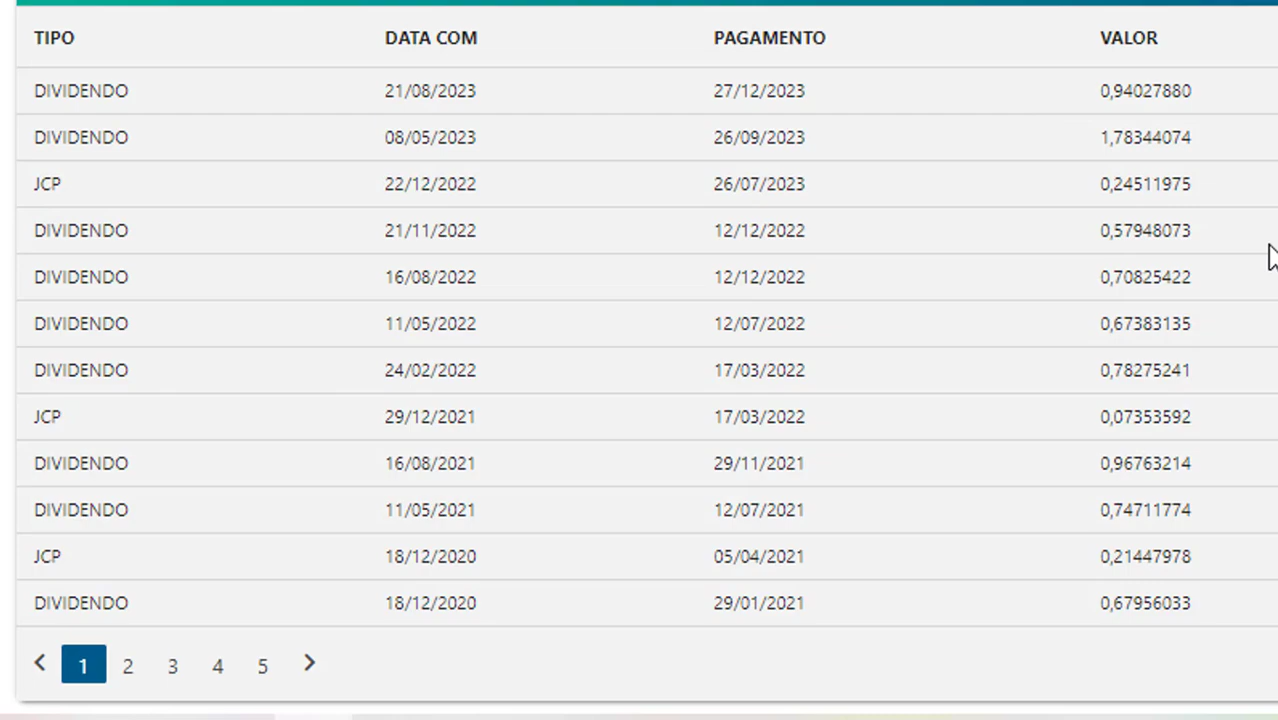 TIPO DATA COM PAGAMENTO VALOR
DIVIDENDO 21/08/2023 27/12/2023 0,94027880
DIVIDENDO 08/05/2023 26/09/2023 1,78344074
JCP 22/12/2022 26/07/2023 0,24511975
DIVIDENDO 21/11/2022 12/12/2022 0,57948073
DIVIDENDO 16/08/2022 12/12/2022 0,70825422
DIVIDENDO 11/05/2022 12/07/2022 0,67383135
DIVIDENDO 24/02/2022 17/03/2022 0,78275241
JCP 29/12/2021 17/03/2022 0,07353592
DIVIDENDO 16/08/2021 29/11/2021 0,96763214
DIVIDENDO 11/05/2021 12/07/2021 0,74711774
JCP 18/12/2020 05/04/2021 0,21447978
DIVIDENDO 18/12/2020 29/01/2021 0,67956033
1 2 3 4 5